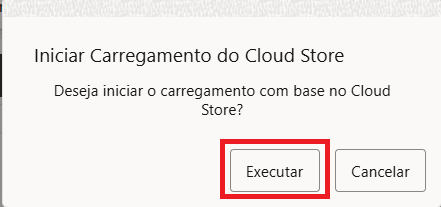 Iniciar Carregamento do Cloud Store
Deseja iniciar o carregamento com base no Cloud
Store?
Executar
Cancelar